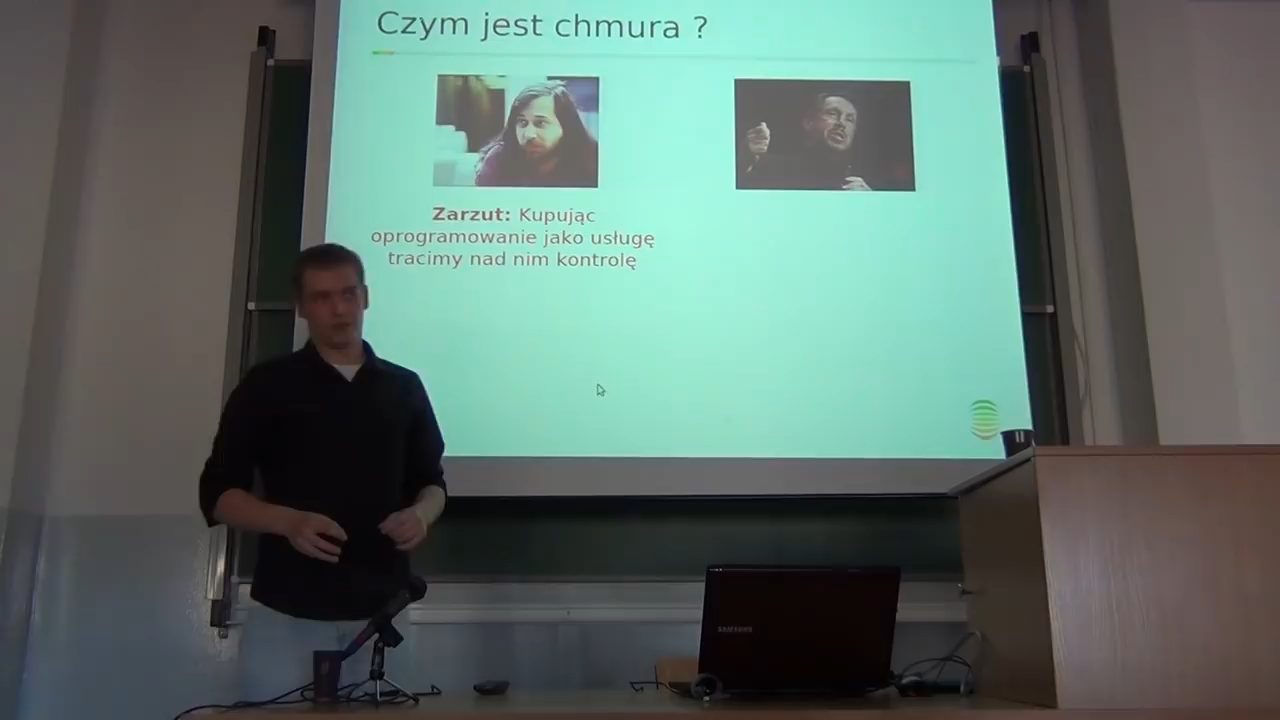 Czym jest chmura ?
Zarzut: Kupując
oprogramowanie jako usługę
tracimy nad nim kontrolę
SAMSUNG